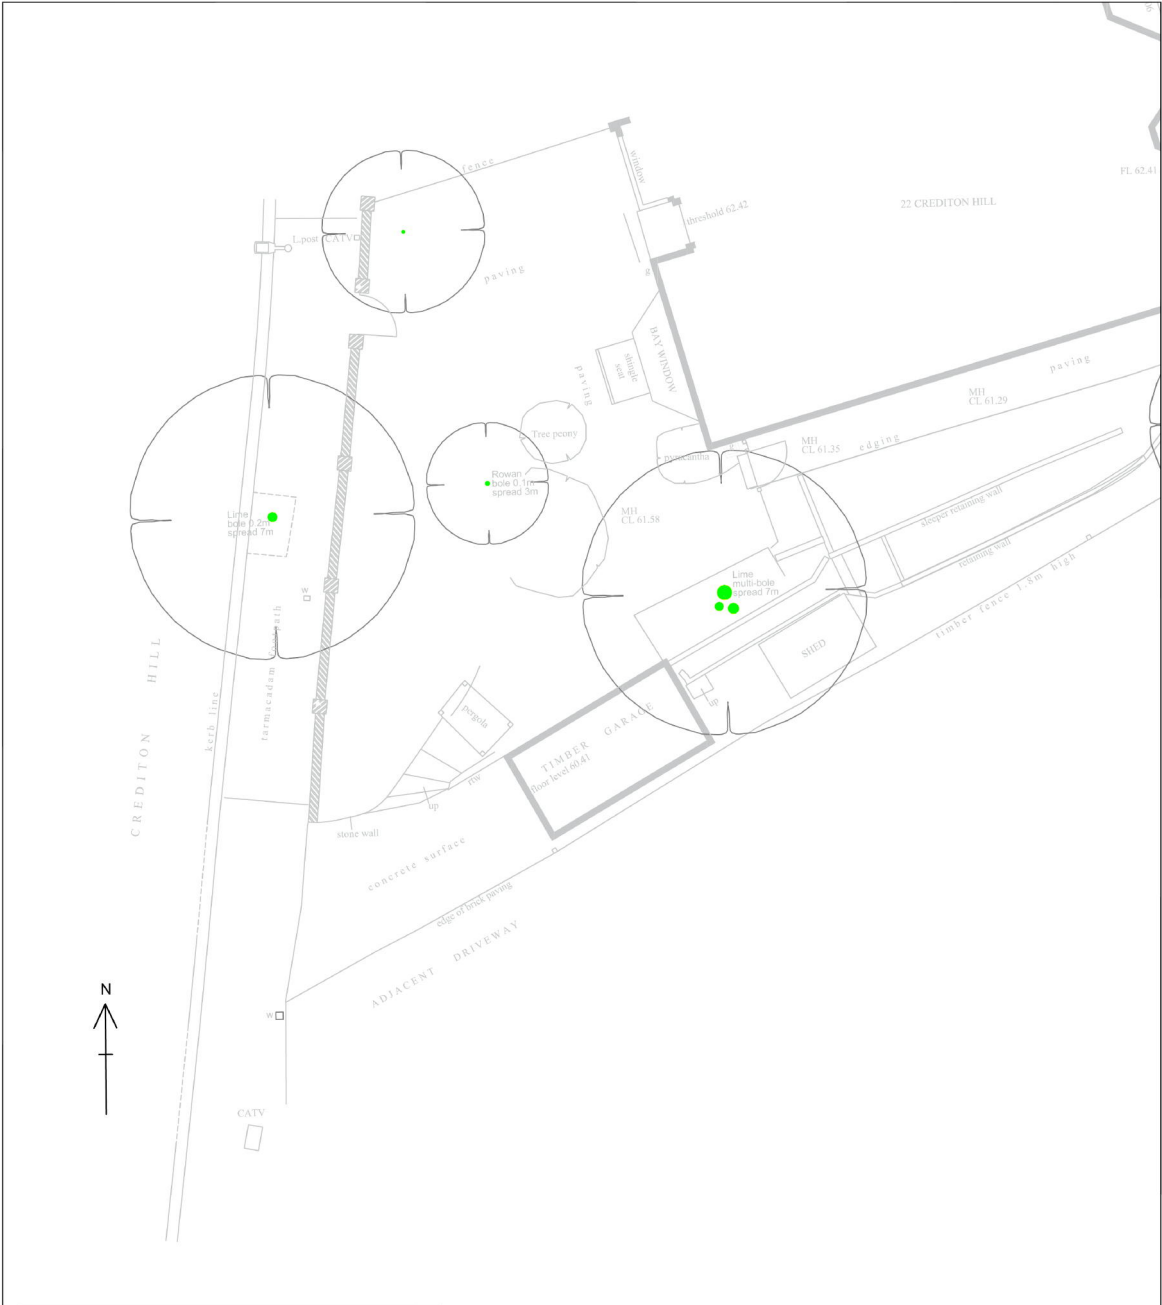 fence
window
FL 62.41
22 CREDITON HILL
threshold 62.42
L.post CATV
paving
BAY WINDOW
shingle
seat
paving
paving
MH
CL 61.29
Tree peony
edging
MH
CL 61.35
pyracantha
Rowan
bole 0.1m
spread 3m
MH
CL 61.58
Lime
bole 0.2m
spread 7m
sleeper retaining wall
retaining wall
timber fence 1.8m high
Lime
multi-bole
spread 7m
w
SHED
up
CREDITON HILL
kerb line
tarmacadam footpath
pergola
TIMBER GARAGE
floor level 60.41
rtw
up
stone wall
concrete surface
edge of brick paving
ADJACENT DRIVEWAY
N
w
CATV